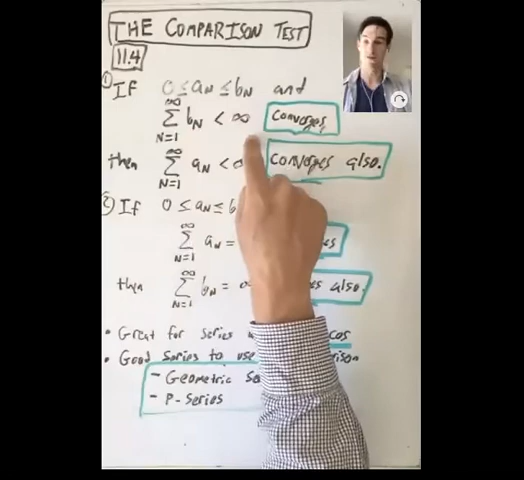 THE COMPARISON TEST
11.4
① If 0 ≤ aN ≤ bN and
∞ Σ N=1 bN < ∞ Converges,
then ∞ Σ N=1 aN < Converges also.
② If 0 ≤ aN ≤ b
∞ Σ N=1 aN =
then ∞ Σ N=1 bN = also.
• Great for series cos
• Good Series to use
- Geometric
- P-Series